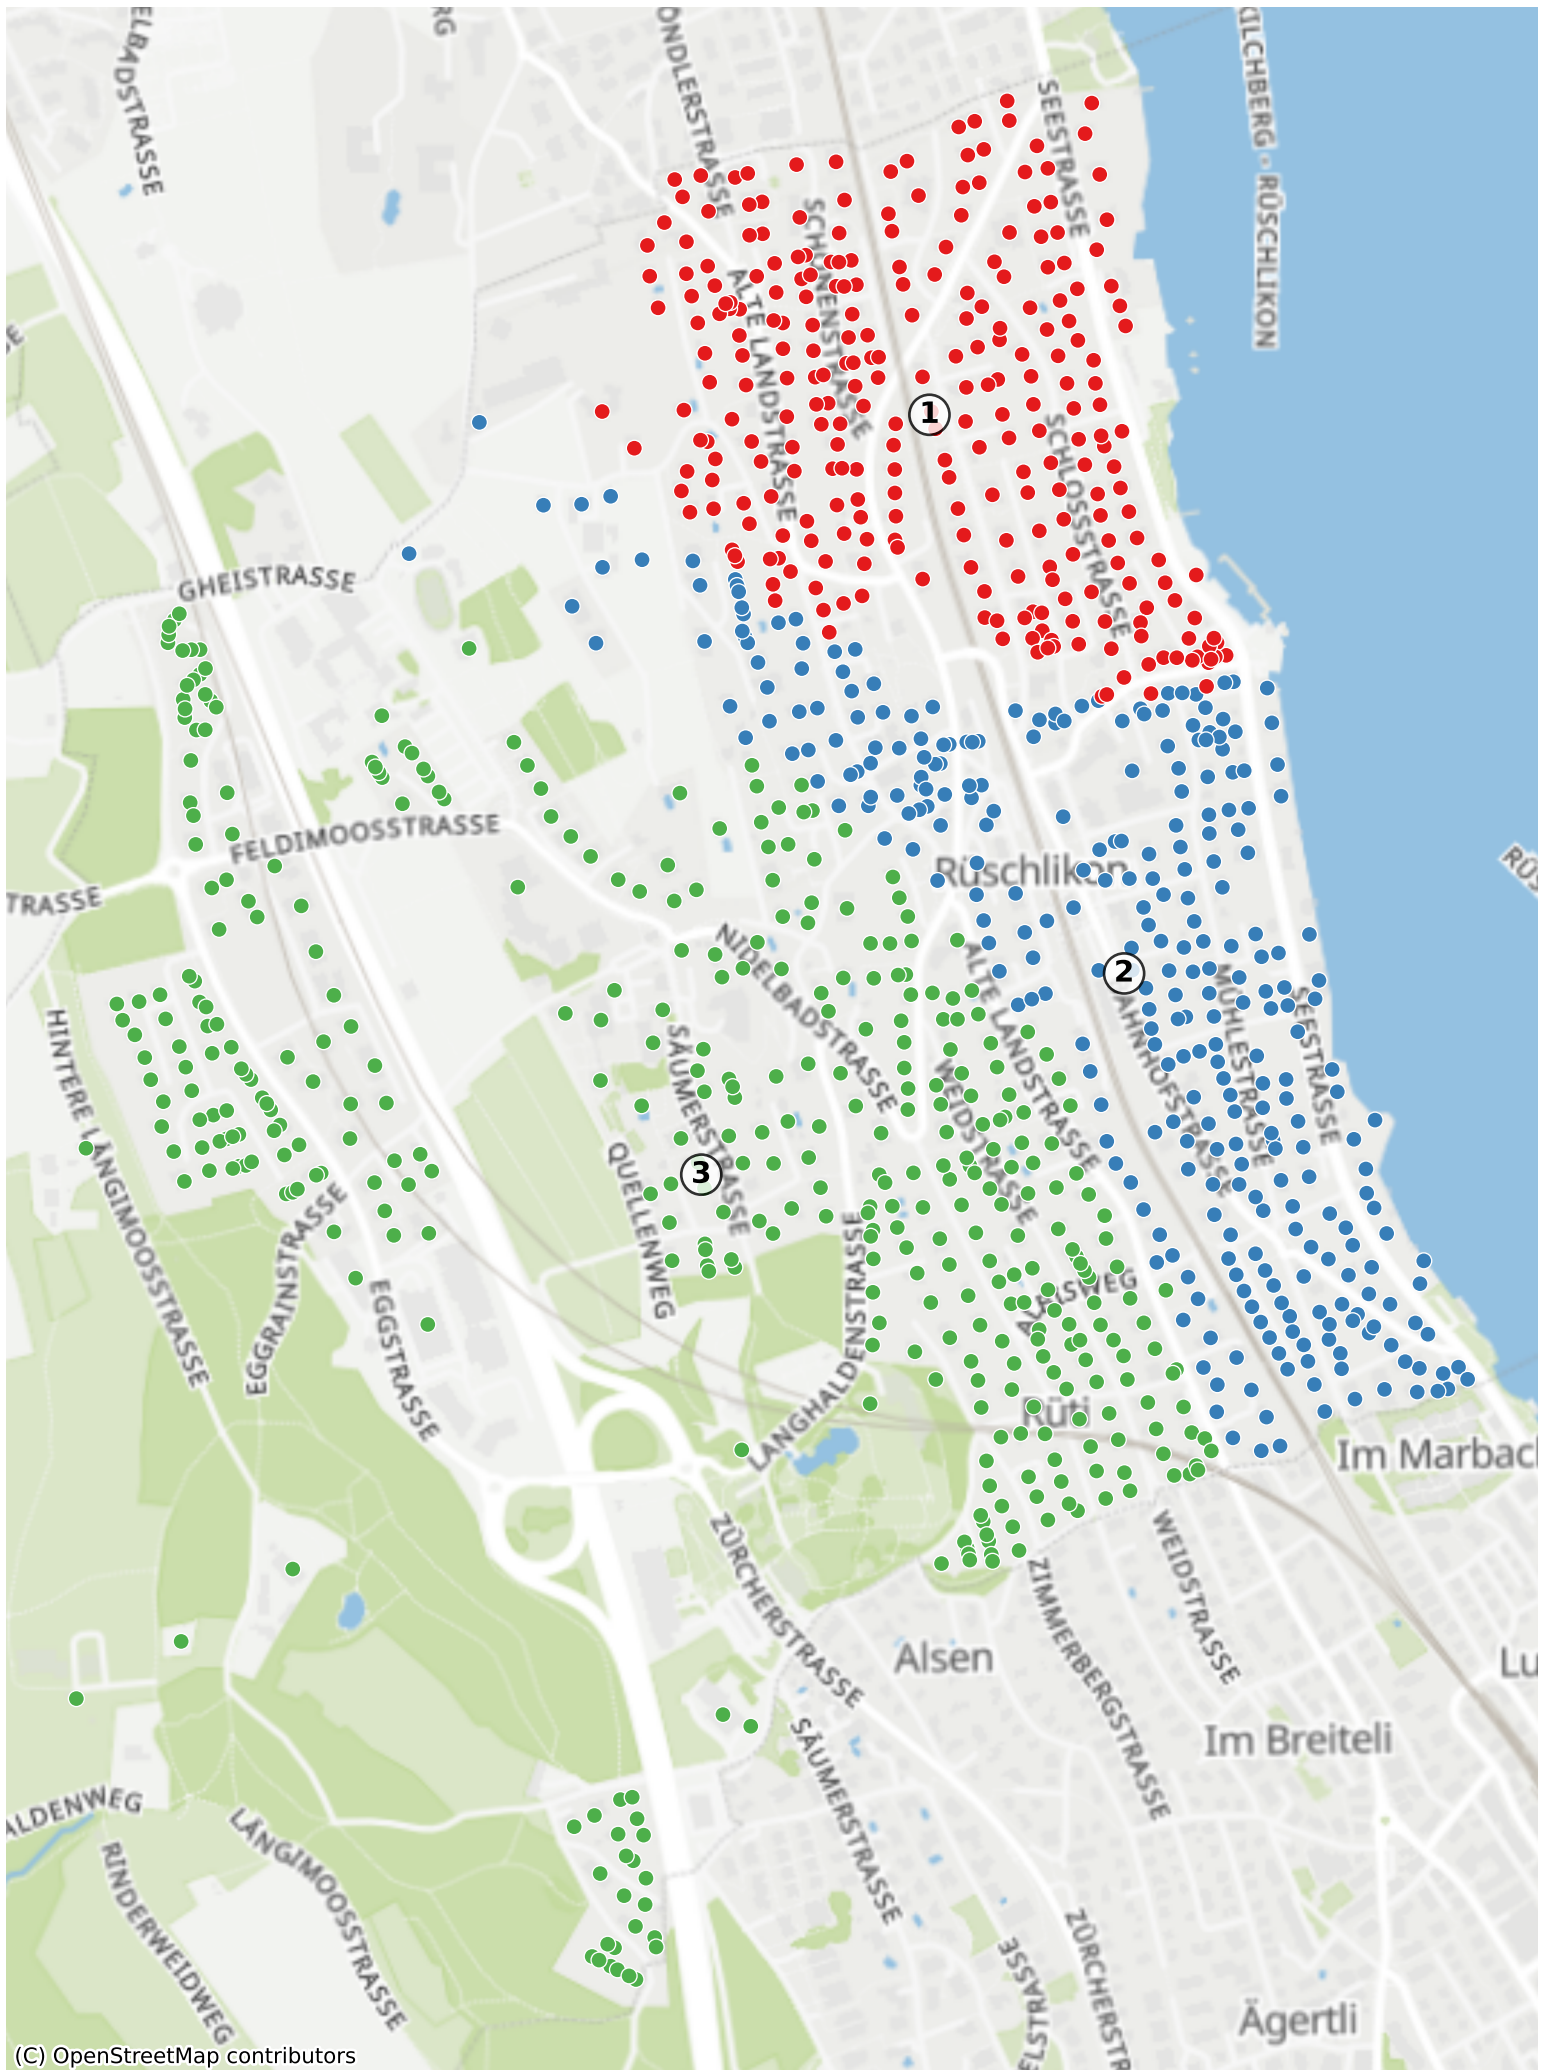 SEESTRASSE
KILCHBERG - RÜSCHLIKON
SCHÖNENSTRASSE
ALTE LANDSTRASSE
1
SCHLOSSSTRASSE
GHEISTRASSE
FELDIMOOSSTRASSE
TRASSE
Rüschlikon
NIDELBADSTRASSE
2
ALTE LANDSTRASSE
BAHNHOFSTRASSE
MÜHLESTRASSE
SEESTRASSE
HINTERE LÄNGIMOOSSTRASSE
SÄUMERSTRASSE
WEIDSTRASSE
3
QUELLENWEG
EGGRAINSTRASSE
EGGSTRASSE
LANGHALDENSTRASSE
Rüti
Im Marbach
ZÜRCHERSTRASSE
WEIDSTRASSE
ZIMMERBERGSTRASSE
Alsen
Lu
Im Breiteli
SÄUMERSTRASSE
ALDENWEG
LÄNGIMOOSSTRASSE
RINDERWEIDWEG
ZÜRCHERSTR
Ägertli
(C) OpenStreetMap contributors